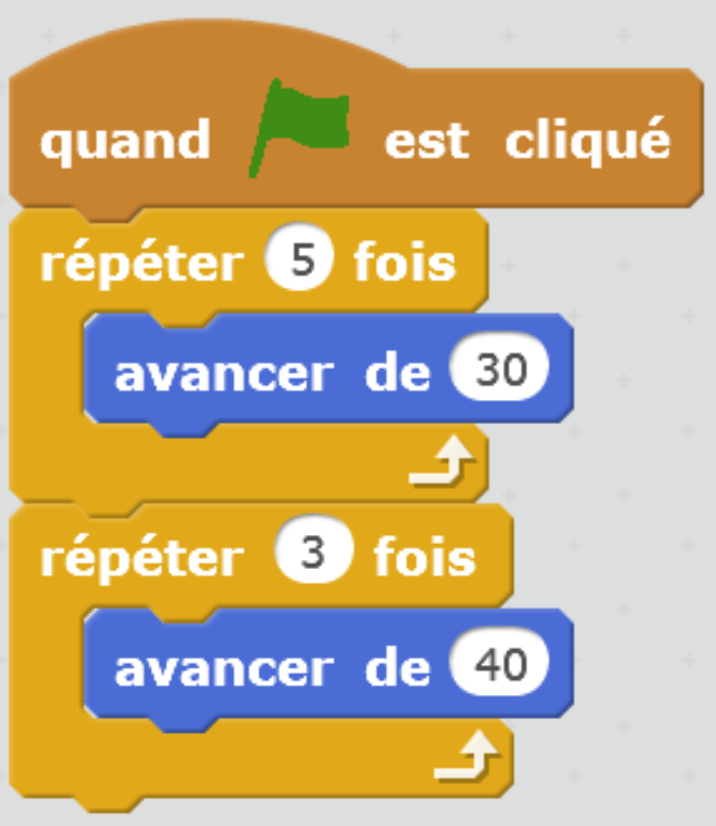 quand est cliqué
répéter 5 fois
avancer de 30
répéter 3 fois
avancer de 40